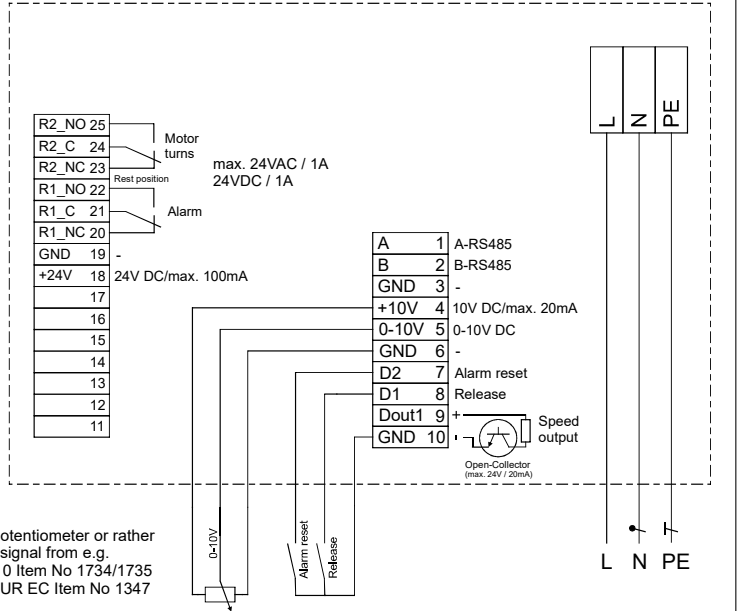 R2_NO 25
R2_C 24
R2_NC 23
R1_NO 22
R1_C 21
R1_NC 20
GND 19 -
+24V 18 24V DC/max. 100mA
17
16
15
14
13
12
11
Motor
turns
Rest position
Alarm
max. 24VAC / 1A
24VDC / 1A
A 1 A-RS485
B 2 B-RS485
GND 3 -
+10V 4 10V DC/max. 20mA
0-10V 5 0-10V DC
GND 6 -
D2 7 Alarm reset
D1 8 Release
Dout1 9 +
GND 10 -
Speed
output
Open-Collector
(max. 24V / 20mA)
L N PE
0-10V
Alarm reset
Release
L N PE
otentiometer or rather
signal from e.g.
0 Item No 1734/1735
UR EC Item No 1347